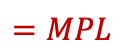 = MPL